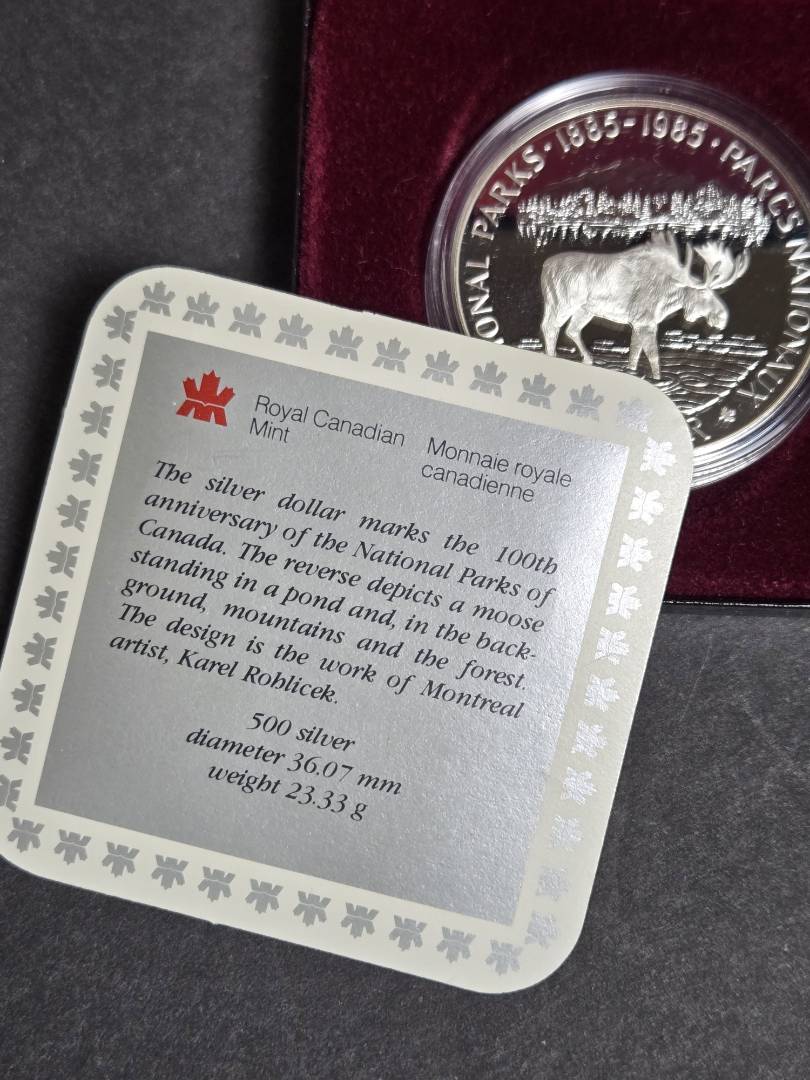 IONAL PARKS · 1885-1985 · PARCS NATIONAUX
Royal Canadian
Mint
Monnaie royale
canadienne
The silver dollar marks the 100th
anniversary of the National Parks of
Canada. The reverse depicts a moose
standing in a pond and, in the back-
ground, mountains and the forest.
The design is the work of Montreal
artist, Karel Rohlicek.
500 silver
diameter 36.07 mm
weight 23.33 g